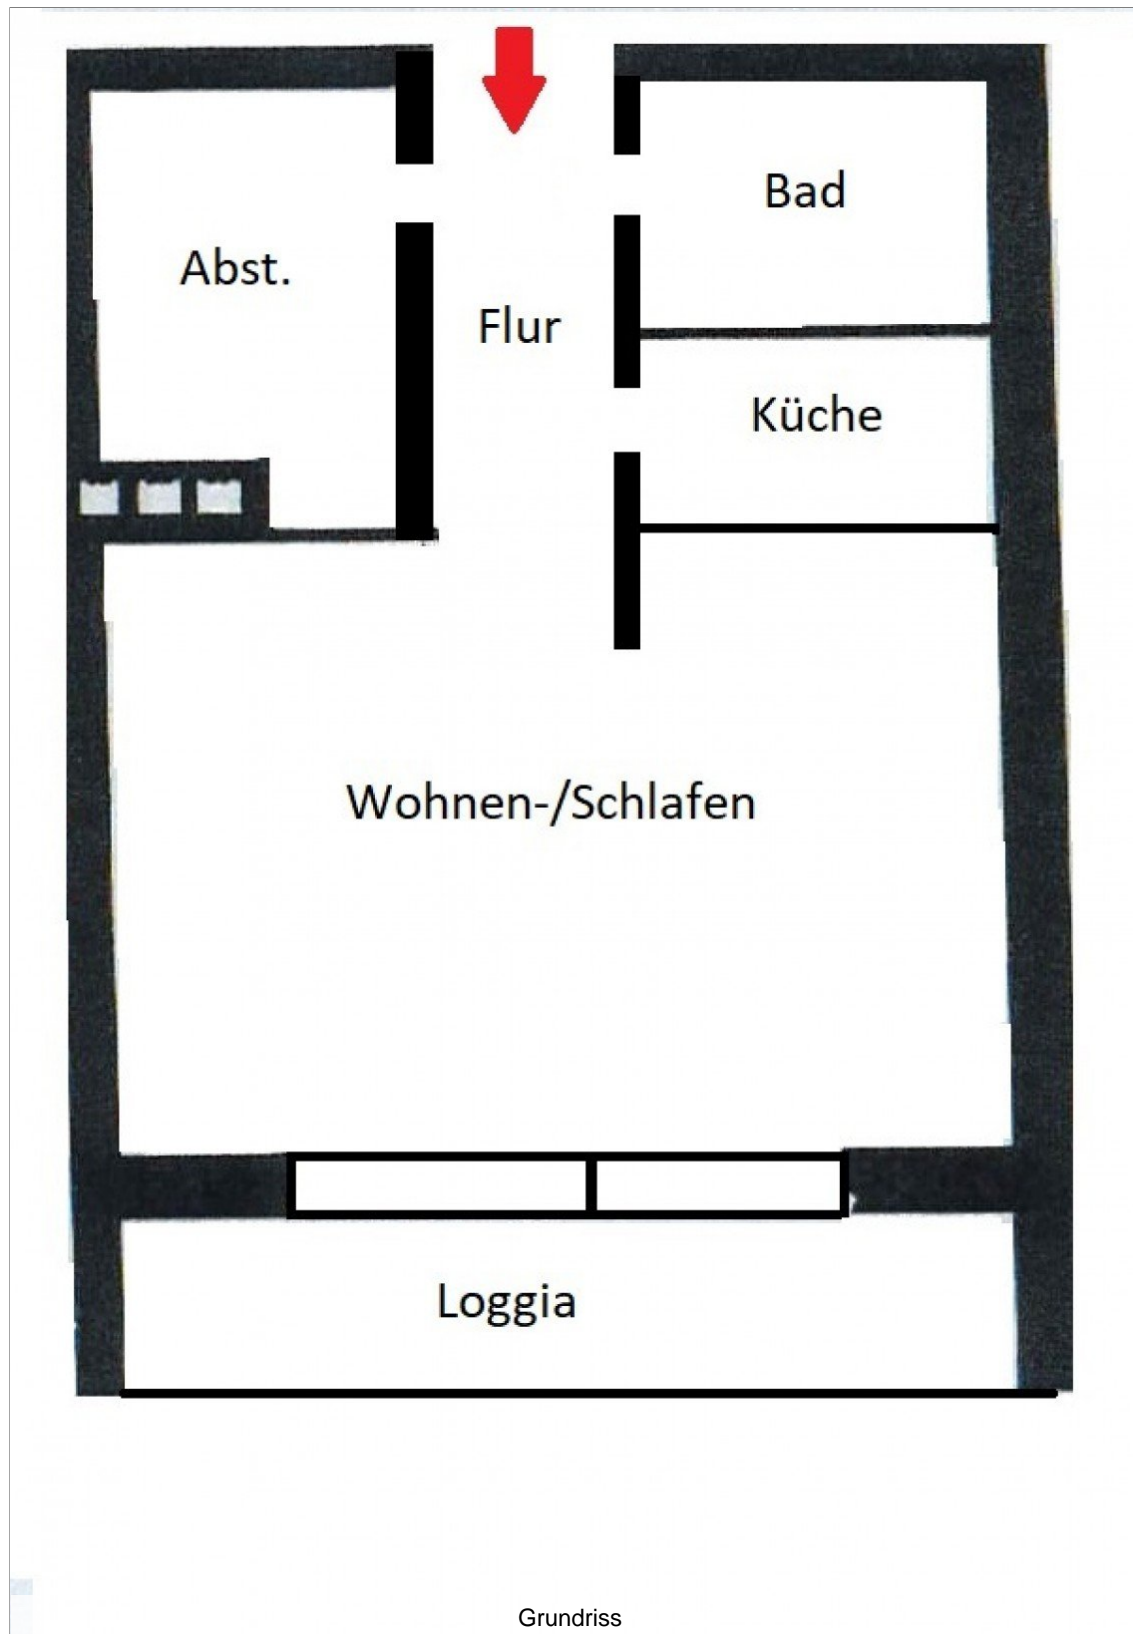 Bad
Abst.
Flur
Küche
Wohnen-/Schlafen
Loggia
Grundriss